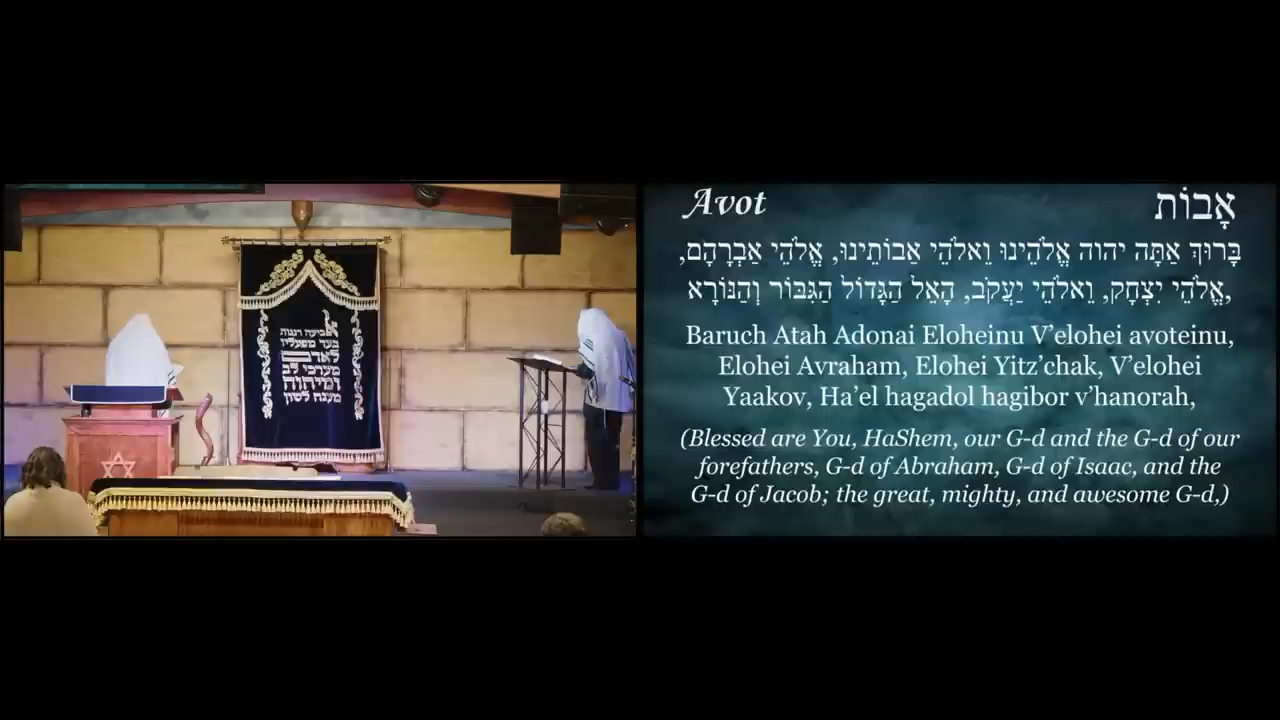 Avot
אָבוֹת
בָּרוּךְ אַתָּה יהוה אֱלֹהֵינוּ וֵאלֹהֵי אֲבוֹתֵינוּ, אֱלֹהֵי אַבְרָהָם,
אֱלֹהֵי יִצְחָק, וֵאלֹהֵי יַעֲקֹב, הָאֵל הַגָּדוֹל הַגִּבּוֹר וְהַנּוֹרָא,
Baruch Atah Adonai Eloheinu V’elohei avoteinu,
Elohei Avraham, Elohei Yitz’chak, V’elohei
Yaakov, Ha’el hagadol hagibor v’hanorah,
(Blessed are You, HaShem, our G-d and the G-d of our
forefathers, G-d of Abraham, G-d of Isaac, and the
G-d of Jacob; the great, mighty, and awesome G-d,)